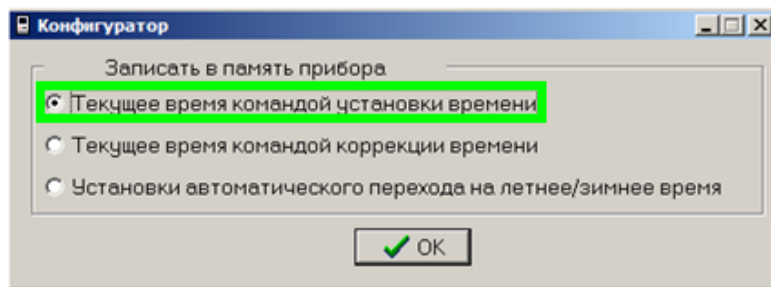 Конфигуратор
Записать в память прибора
Текущее время командой установки времени
Текущее время командой коррекции времени
Установки автоматического перехода на летнее/зимнее время
OK